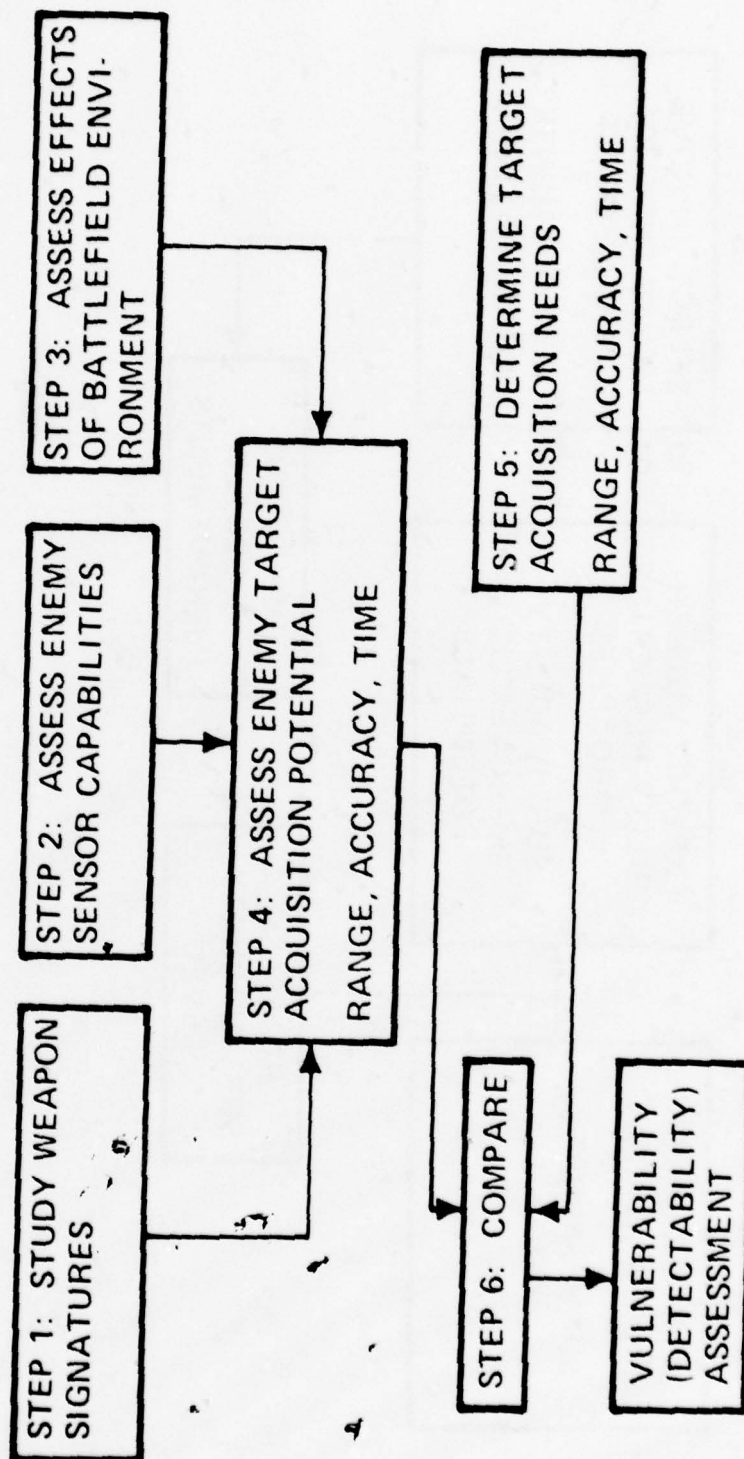 STEP 1: STUDY WEAPON
SIGNATURES
STEP 2: ASSESS ENEMY
SENSOR CAPABILITIES
STEP 3: ASSESS EFFECTS
OF BATTLEFIELD ENVI-
RONMENT
STEP 4: ASSESS ENEMY TARGET
ACQUISITION POTENTIAL
RANGE, ACCURACY, TIME
STEP 5: DETERMINE TARGET
ACQUISITION NEEDS
RANGE, ACCURACY, TIME
STEP 6: COMPARE
VULNERABILITY
(DETECTABILITY)
ASSESSMENT